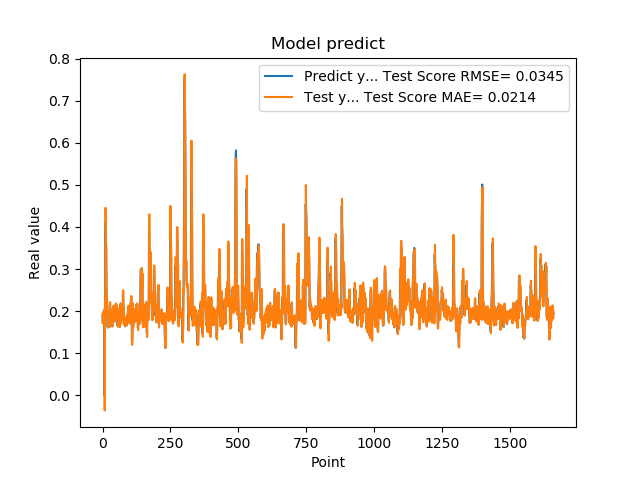 Model predict
Predict y... Test Score RMSE= 0.0345
Test y... Test Score MAE= 0.0214
0.8
0.7
0.6
0.5
0.4
0.3
0.2
0.1
0.0
Real value
0 250 500 750 1000 1250 1500
Point